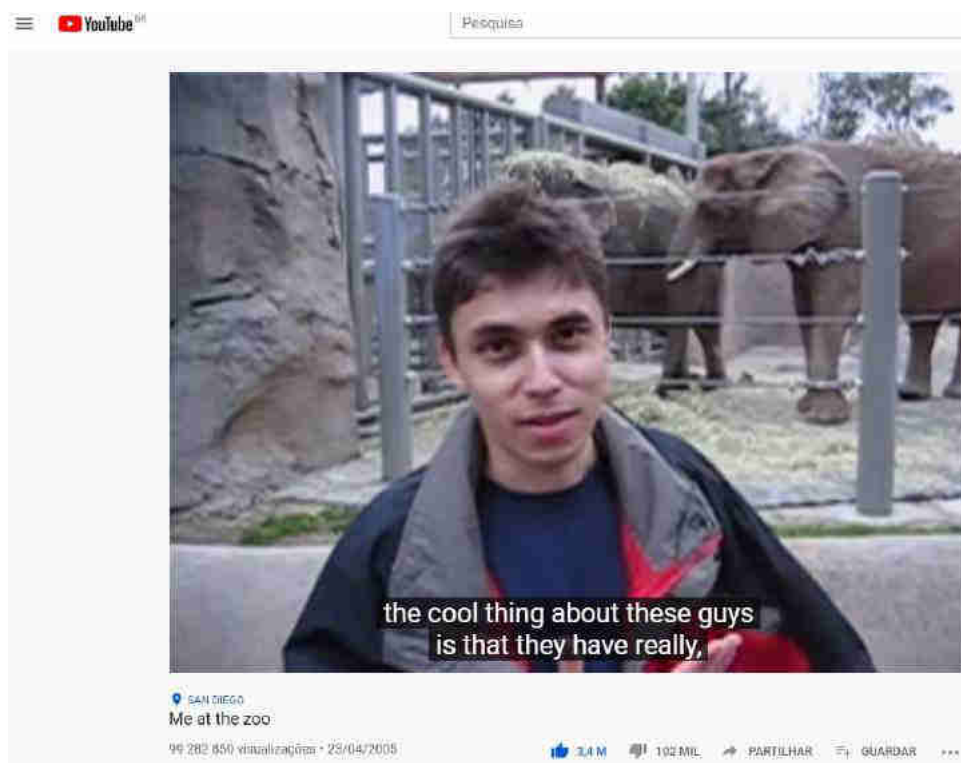 YouTube BR
Pesquisa
the cool thing about these guys
is that they have really,
SAN DIEGO
Me at the zoo
99 282 850 visualizações • 23/04/2005
3,4 M 102 MIL PARTILHAR GUARDAR